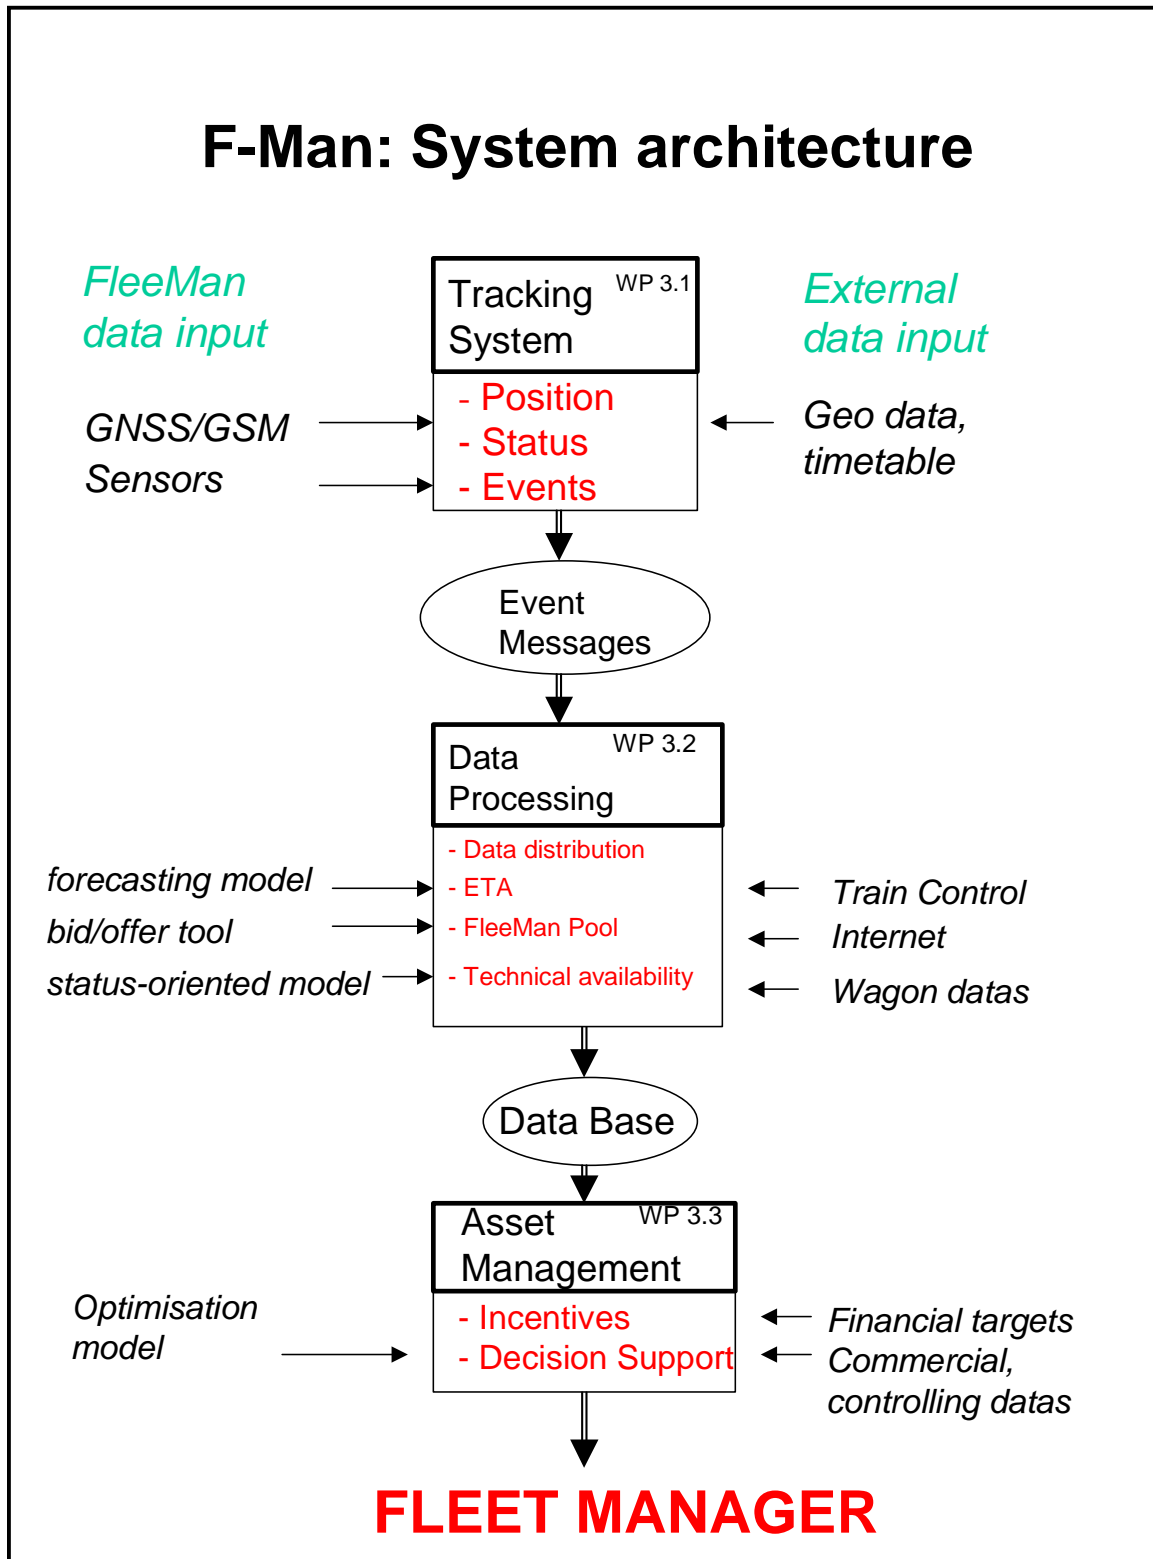 F-Man: System architecture
FleeMan
data input
Tracking
System
WP 3.1
External
data input
GNSS/GSM
Sensors
- Position
- Status
- Events
Geo data,
timetable
Event
Messages
Data
Processing
WP 3.2
forecasting model
bid/offer tool
status-oriented model
- Data distribution
- ETA
- FleeMan Pool
- Technical availability
Train Control
Internet
Wagon datas
Data Base
Asset
Management
WP 3.3
Optimisation
model
- Incentives
- Decision Support
Financial targets
Commercial,
controlling datas
FLEET MANAGER